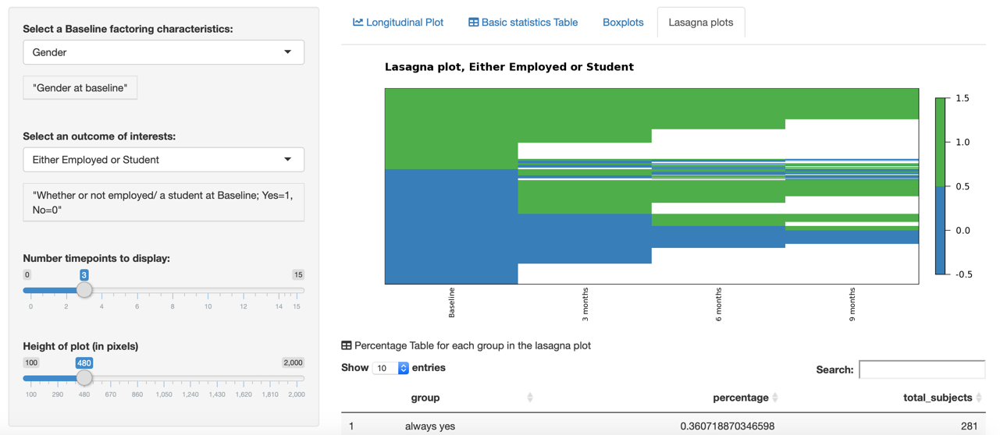 Select a Baseline factoring characteristics:
Gender
"Gender at baseline"
Select an outcome of interests:
Either Employed or Student
"Whether or not employed/ a student at Baseline; Yes=1,
No=0"
Number timepoints to display:
0 3 15
0 2 4 6 8 10 12 14 15
Height of plot (in pixels)
100 480 2,000
100 290 480 670 860 1,050 1,240 1,430 1,620 1,810 2,000
Longitudinal Plot Basic statistics Table Boxplots Lasagna plots
Lasagna plot, Either Employed or Student
1.5
1.0
0.5
0.0
-0.5
Baseline 3 months 6 months 9 months
Percentage Table for each group in the lasagna plot
Show 10 entries Search:
group percentage total_subjects
1 always yes 0.360718870346598 281